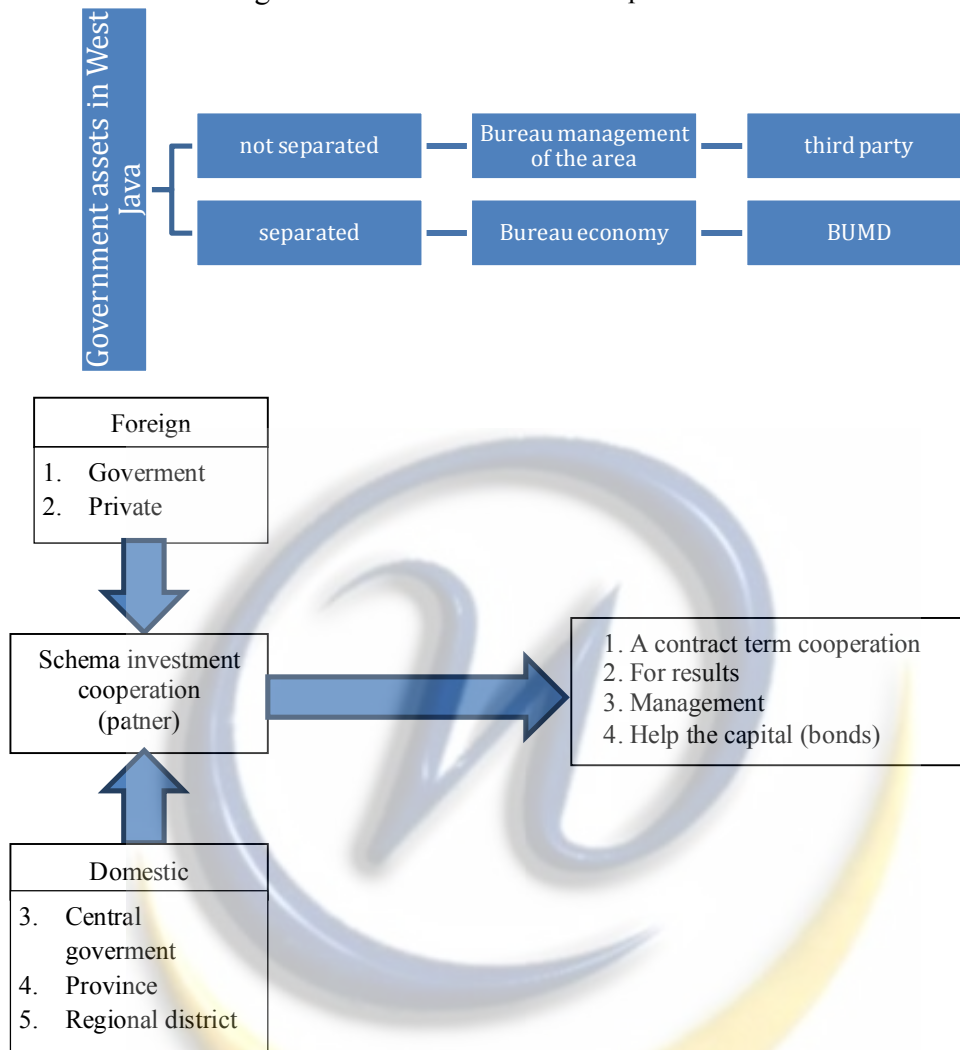 Government assets in West
Java
not separated
Bureau management
of the area
third party
separated
Bureau economy
BUMD
Foreign
1. Goverment
2. Private
Schema investment
cooperation
(patner)
1. A contract term cooperation
2. For results
3. Management
4. Help the capital (bonds)
Domestic
3. Central
goverment
4. Province
5. Regional district